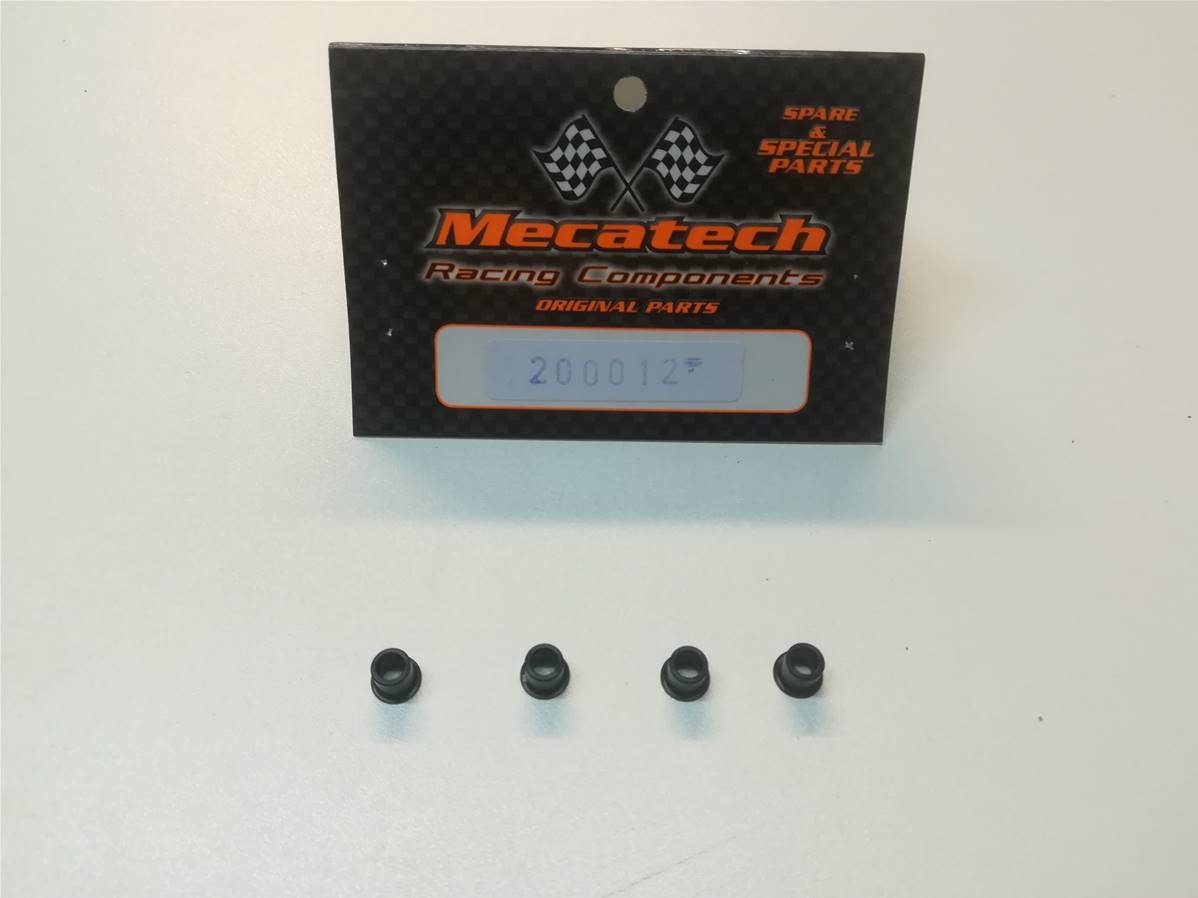 SPARE
&
SPECIAL
PARTS
Mecatech
Racing Components
ORIGINAL PARTS
200012